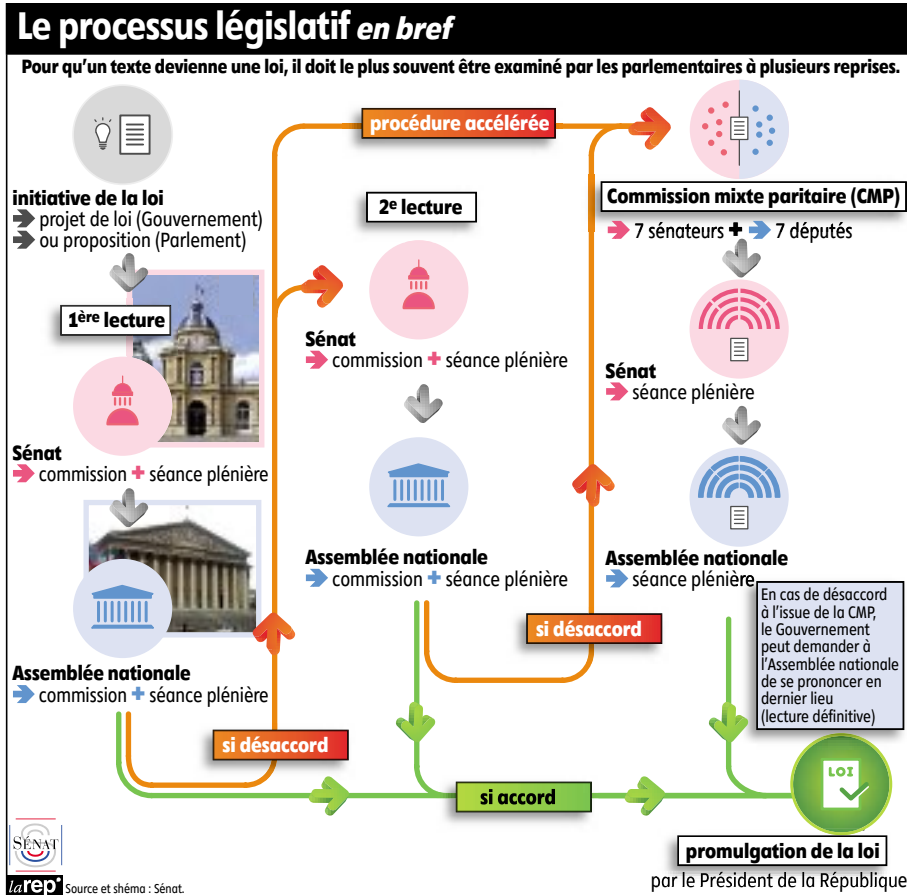 Le processus législatif en bref
Pour qu'un texte devienne une loi, il doit le plus souvent être examiné par les parlementaires à plusieurs reprises.
initiative de la loi
projet de loi (Gouvernement)
ou proposition (Parlement)
1ère lecture
Sénat
commission + séance plénière
Assemblée nationale
commission + séance plénière
si désaccord
procédure accélérée
2e lecture
Sénat
commission + séance plénière
Assemblée nationale
commission + séance plénière
si désaccord
Commission mixte paritaire (CMP)
7 sénateurs + 7 députés
Sénat
séance plénière
Assemblée nationale
séance plénière
En cas de désaccord
à l'issue de la CMP,
le Gouvernement
peut demander à
l'Assemblée nationale
de se prononcer en
dernier lieu
(lecture définitive)
si accord
LOI
promulgation de la loi
par le Président de la République
SÉNAT
la rep' Source et shéma : Sénat.